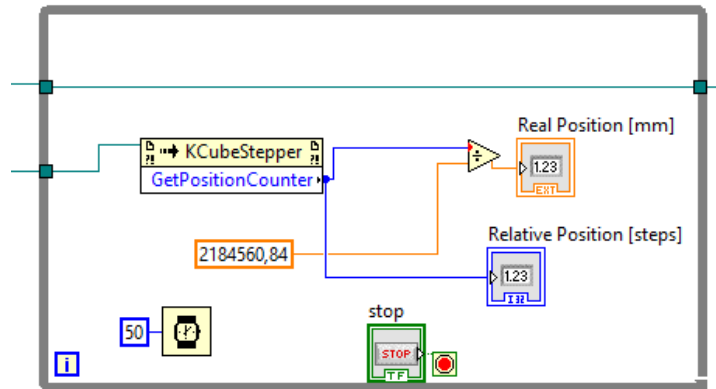 Real Position [mm]
KCubeStepper
GetPositionCounter
÷
1.23
EXT
Relative Position [steps]
2184560,84
1.23
I32
50
stop
STOP
TF
i